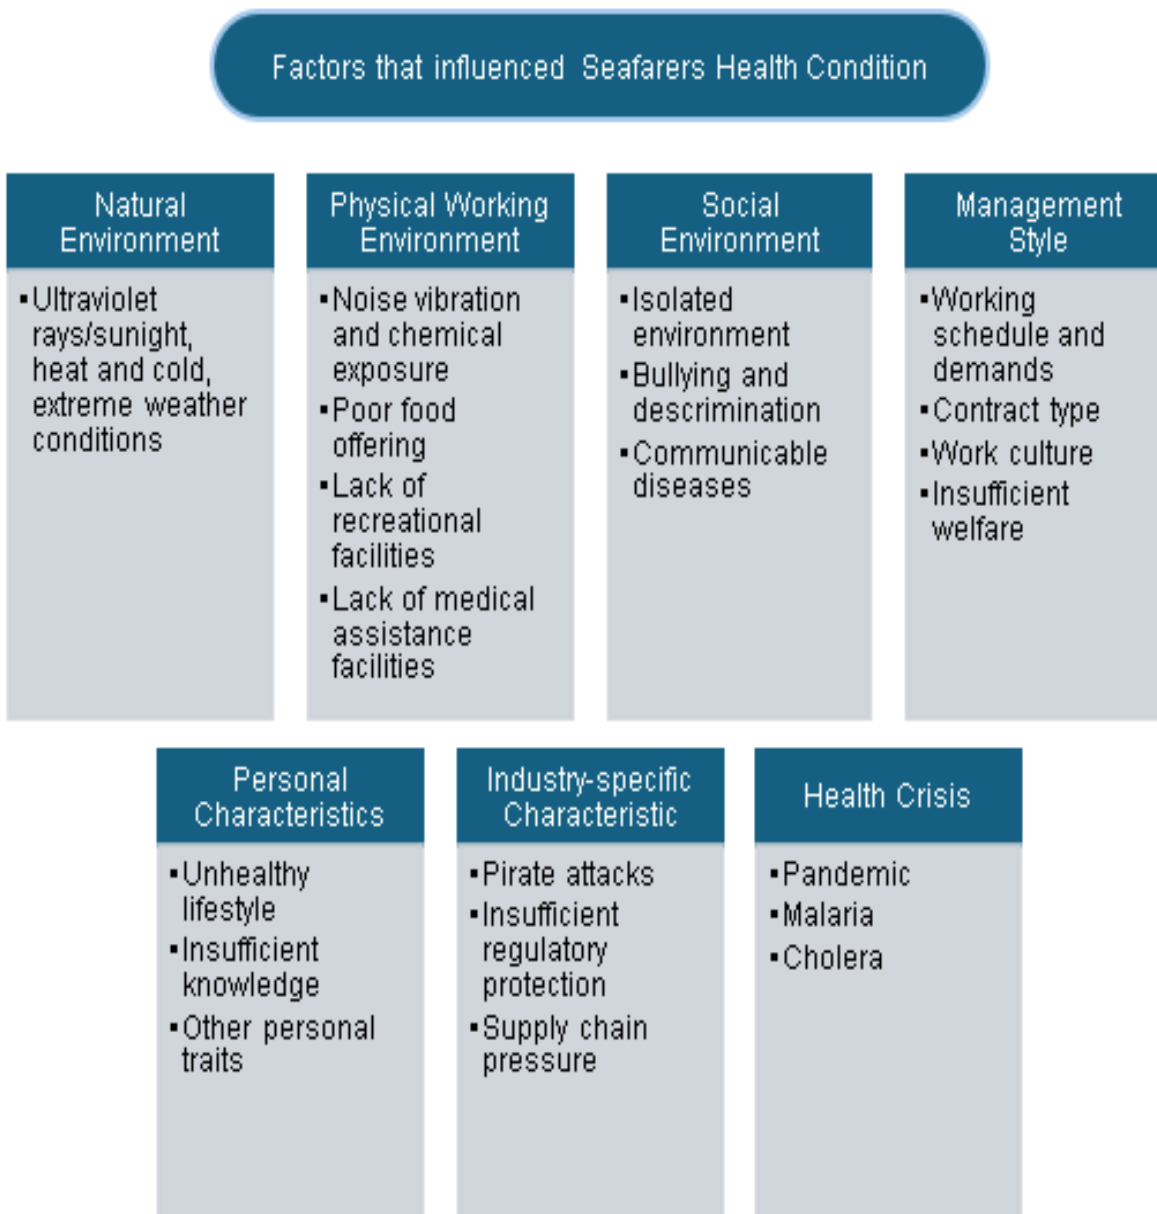 Factors that influenced Seafarers Health Condition
Natural
Environment
▪Ultraviolet
rays/sunight,
heat and cold,
extreme weather
conditions
Physical Working
Environment
▪Noise vibration
and chemical
exposure
▪Poor food
offering
▪Lack of
recreational
facilities
▪Lack of medical
assistance
facilities
Social
Environment
▪Isolated
environment
▪Bullying and
descrimination
▪Communicable
diseases
Management
Style
▪Working
schedule and
demands
▪Contract type
▪Work culture
▪Insufficient
welfare
Personal
Characteristics
▪Unhealthy
lifestyle
▪Insufficient
knowledge
▪Other personal
traits
Industry-specific
Characteristic
▪Pirate attacks
▪Insufficient
regulatory
protection
▪Supply chain
pressure
Health Crisis
▪Pandemic
▪Malaria
▪Cholera